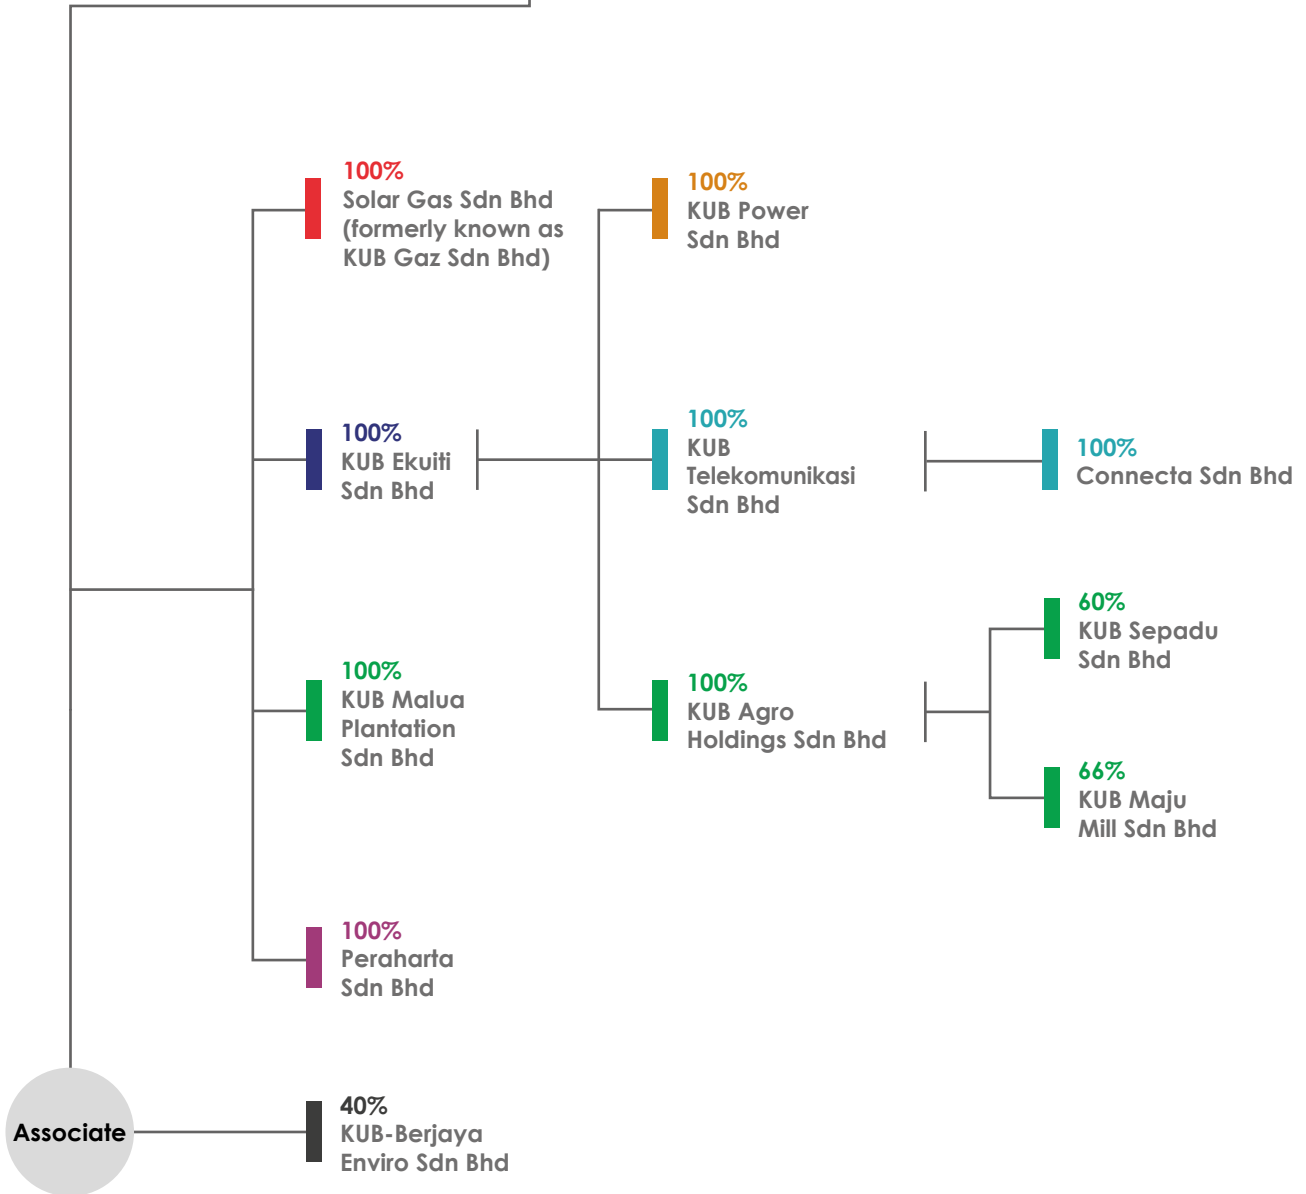 100%
Solar Gas Sdn Bhd
(formerly known as
KUB Gaz Sdn Bhd)
100%
KUB Power
Sdn Bhd
100%
KUB Ekuiti
Sdn Bhd
100%
KUB
Telekomunikasi
Sdn Bhd
100%
Connecta Sdn Bhd
100%
KUB Malua
Plantation
Sdn Bhd
100%
KUB Agro
Holdings Sdn Bhd
60%
KUB Sepadu
Sdn Bhd
66%
KUB Maju
Mill Sdn Bhd
100%
Peraharta
Sdn Bhd
Associate
40%
KUB-Berjaya
Enviro Sdn Bhd